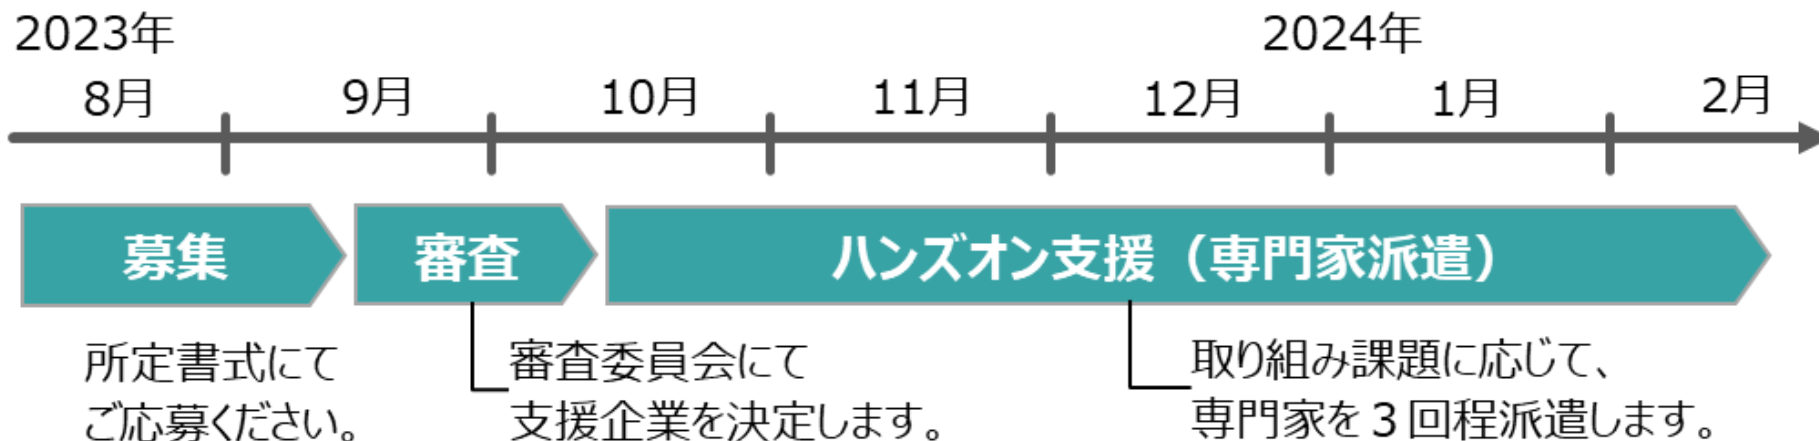 2023年
2024年
8月
9月
10月
11月
12月
1月
2月
募集
審査
ハンズオン支援（専門家派遣）
所定書式にて
ご応募ください。
審査委員会にて
支援企業を決定します。
取り組み課題に応じて、
専門家を３回程派遣します。